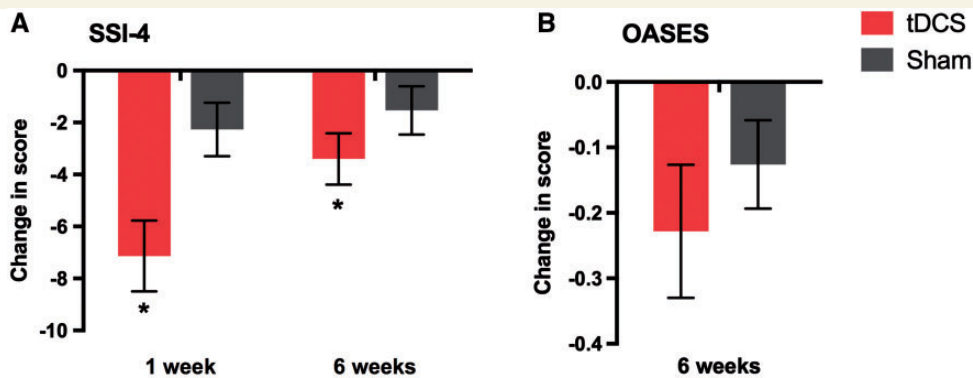 A
SSI-4
Change in score
0
-2
-4
-6
-8
-10
*
*
1 week
6 weeks
B
OASES
Change in score
0.0
-0.1
-0.2
-0.3
-0.4
6 weeks
tDCS
Sham